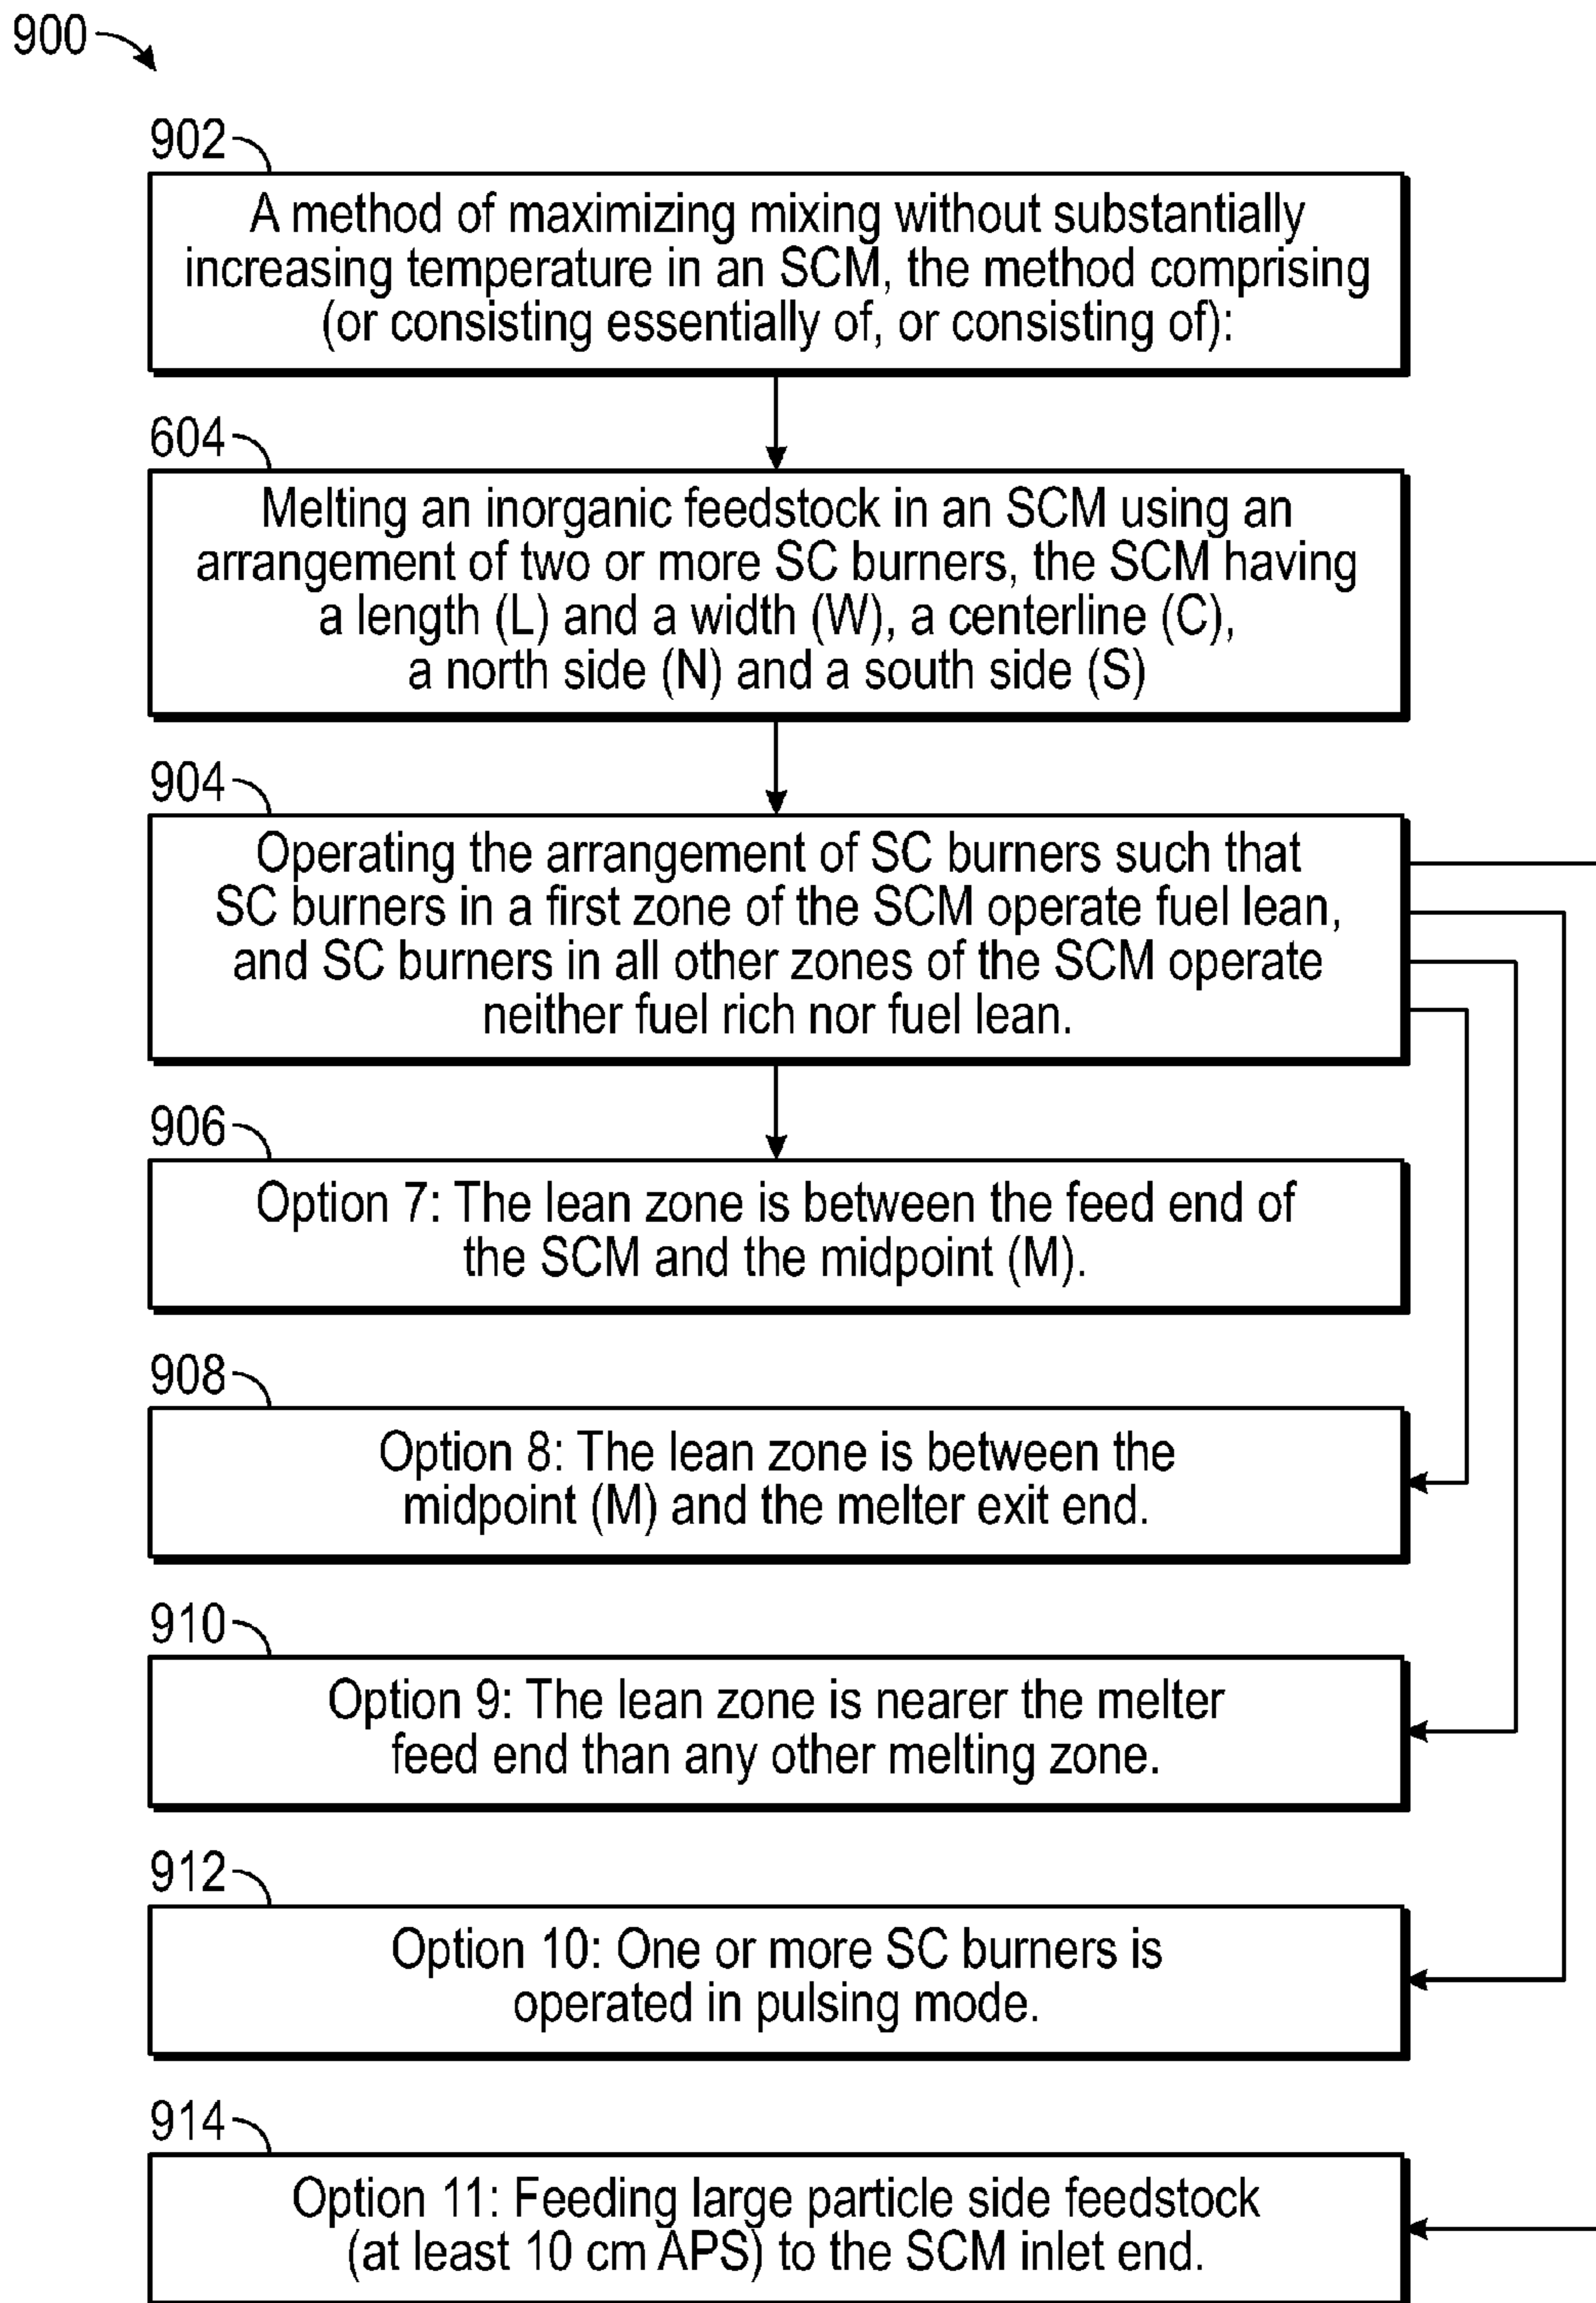 900
902
A method of maximizing mixing without substantially
increasing temperature in an SCM, the method comprising
(or consisting essentially of, or consisting of):
604
Melting an inorganic feedstock in an SCM using an
arrangement of two or more SC burners, the SCM having
a length (L) and a width (W), a centerline (C),
a north side (N) and a south side (S)
904
Operating the arrangement of SC burners such that
SC burners in a first zone of the SCM operate fuel lean,
and SC burners in all other zones of the SCM operate
neither fuel rich nor fuel lean.
906
Option 7: The lean zone is between the feed end of
the SCM and the midpoint (M).
908
Option 8: The lean zone is between the
midpoint (M) and the melter exit end.
910
Option 9: The lean zone is nearer the melter
feed end than any other melting zone.
912
Option 10: One or more SC burners is
operated in pulsing mode.
914
Option 11: Feeding large particle side feedstock
(at least 10 cm APS) to the SCM inlet end.